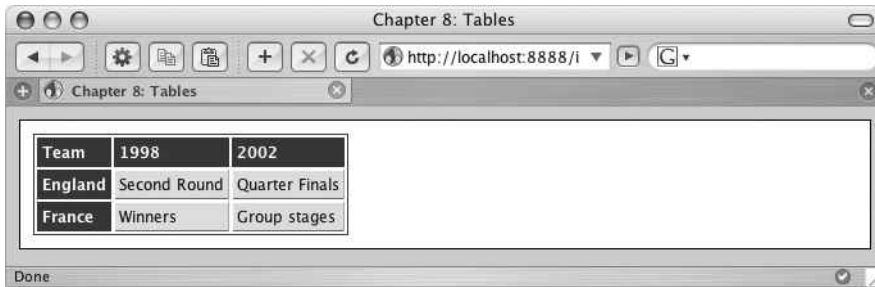 Chapter 8: Tables
http://localhost:8888/i
G
Chapter 8: Tables
Team 1998 2002
England Second Round Quarter Finals
France Winners Group stages
Done